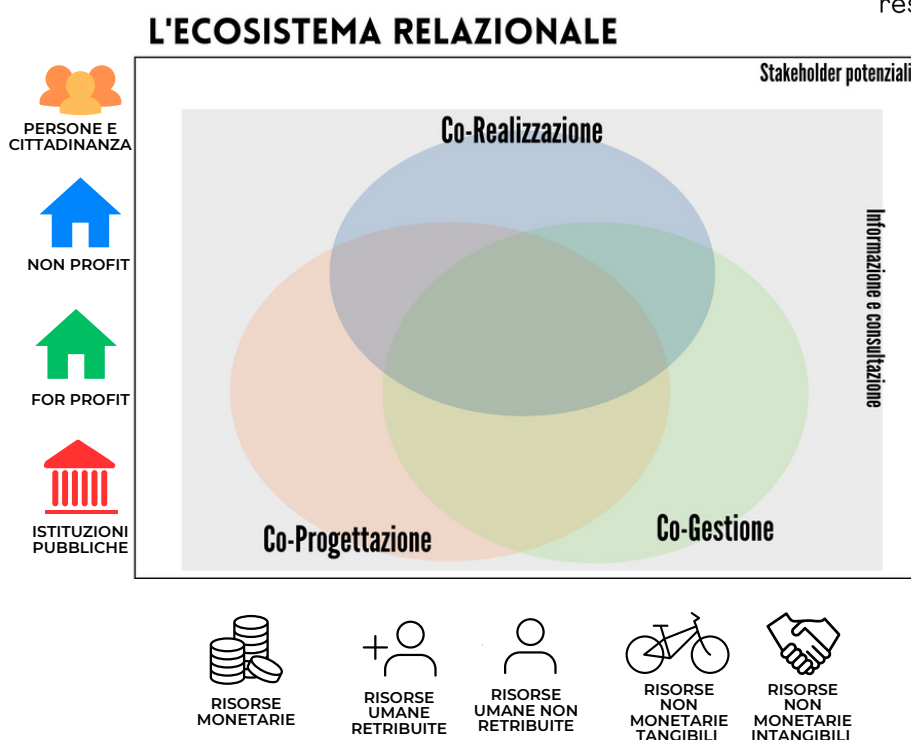 res
L'ECOSISTEMA RELAZIONALE
Stakeholder potenziali
PERSONE E
CITTADINANZA
NON PROFIT
FOR PROFIT
ISTITUZIONI
PUBBLICHE
Co-Realizzazione
Informazione e consultazione
Co-Progettazione
Co-Gestione
RISORSE
MONETARIE
RISORSE
UMANE
RETRIBUITE
RISORSE
UMANE NON
RETRIBUITE
RISORSE
NON
MONETARIE
TANGIBILI
RISORSE
NON
MONETARIE
INTANGIBILI